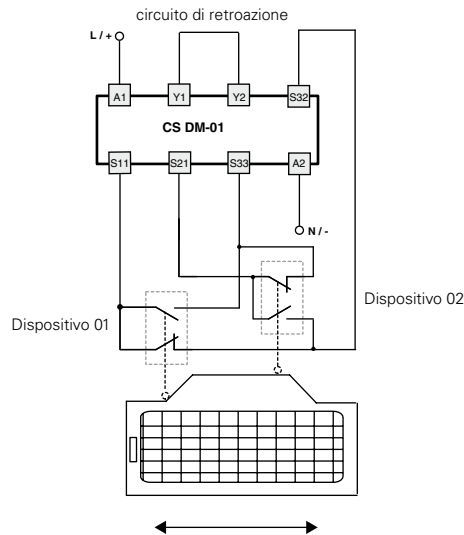 circuito di retroazione
L / +
A1
Y1
Y2
S32
CS DM-01
S11
S21
S33
A2
N / -
Dispositivo 02
Dispositivo 01